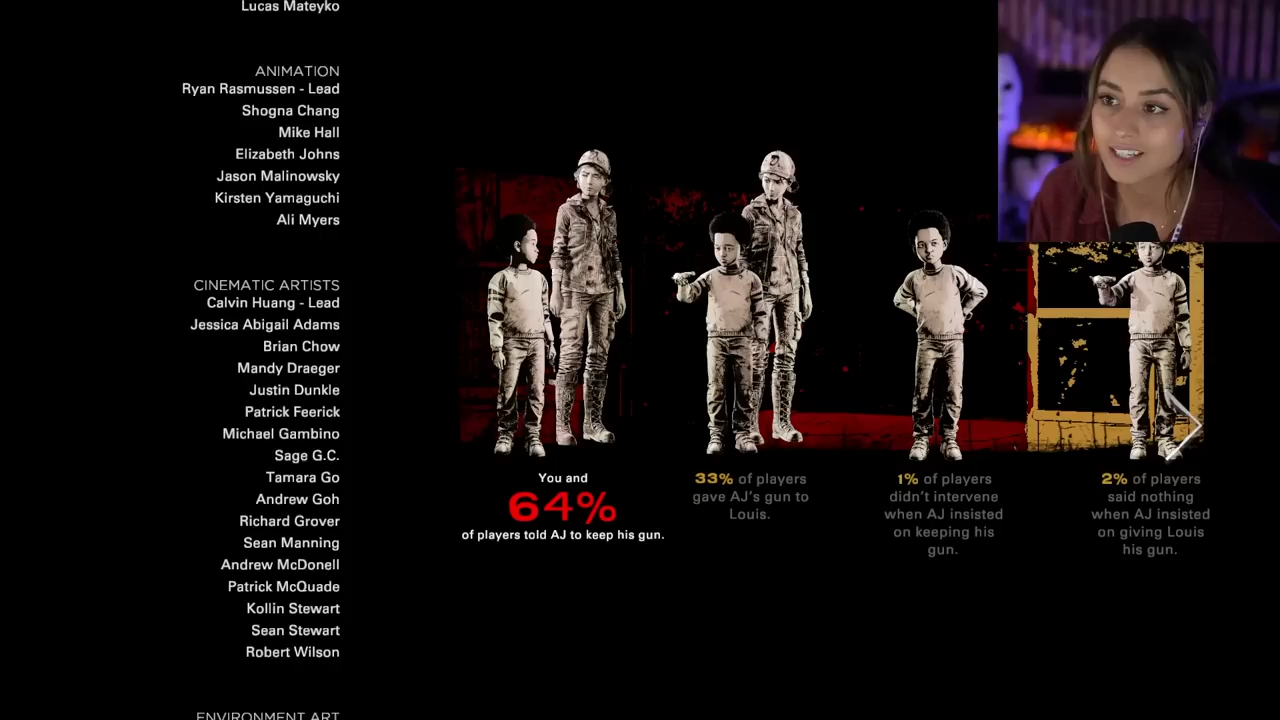 Lucas Mateyko
ANIMATION
Ryan Rasmussen - Lead
Shogna Chang
Mike Hall
Elizabeth Johns
Jason Malinowsky
Kirsten Yamaguchi
Ali Myers
CINEMATIC ARTISTS
Calvin Huang - Lead
Jessica Abigail Adams
Brian Chow
Mandy Draeger
Justin Dunkle
Patrick Feerick
Michael Gambino
Sage G.C.
Tamara Go
Andrew Goh
Richard Grover
Sean Manning
Andrew McDonell
Patrick McQuade
Kollin Stewart
Sean Stewart
Robert Wilson
ENVIRONMENT ART
You and
64%
of players told AJ to keep his gun.
33% of players
gave AJ's gun to
Louis.
1% of players
didn't intervene
when AJ insisted
on keeping his
gun.
2% of players
said nothing
when AJ insisted
on giving Louis
his gun.